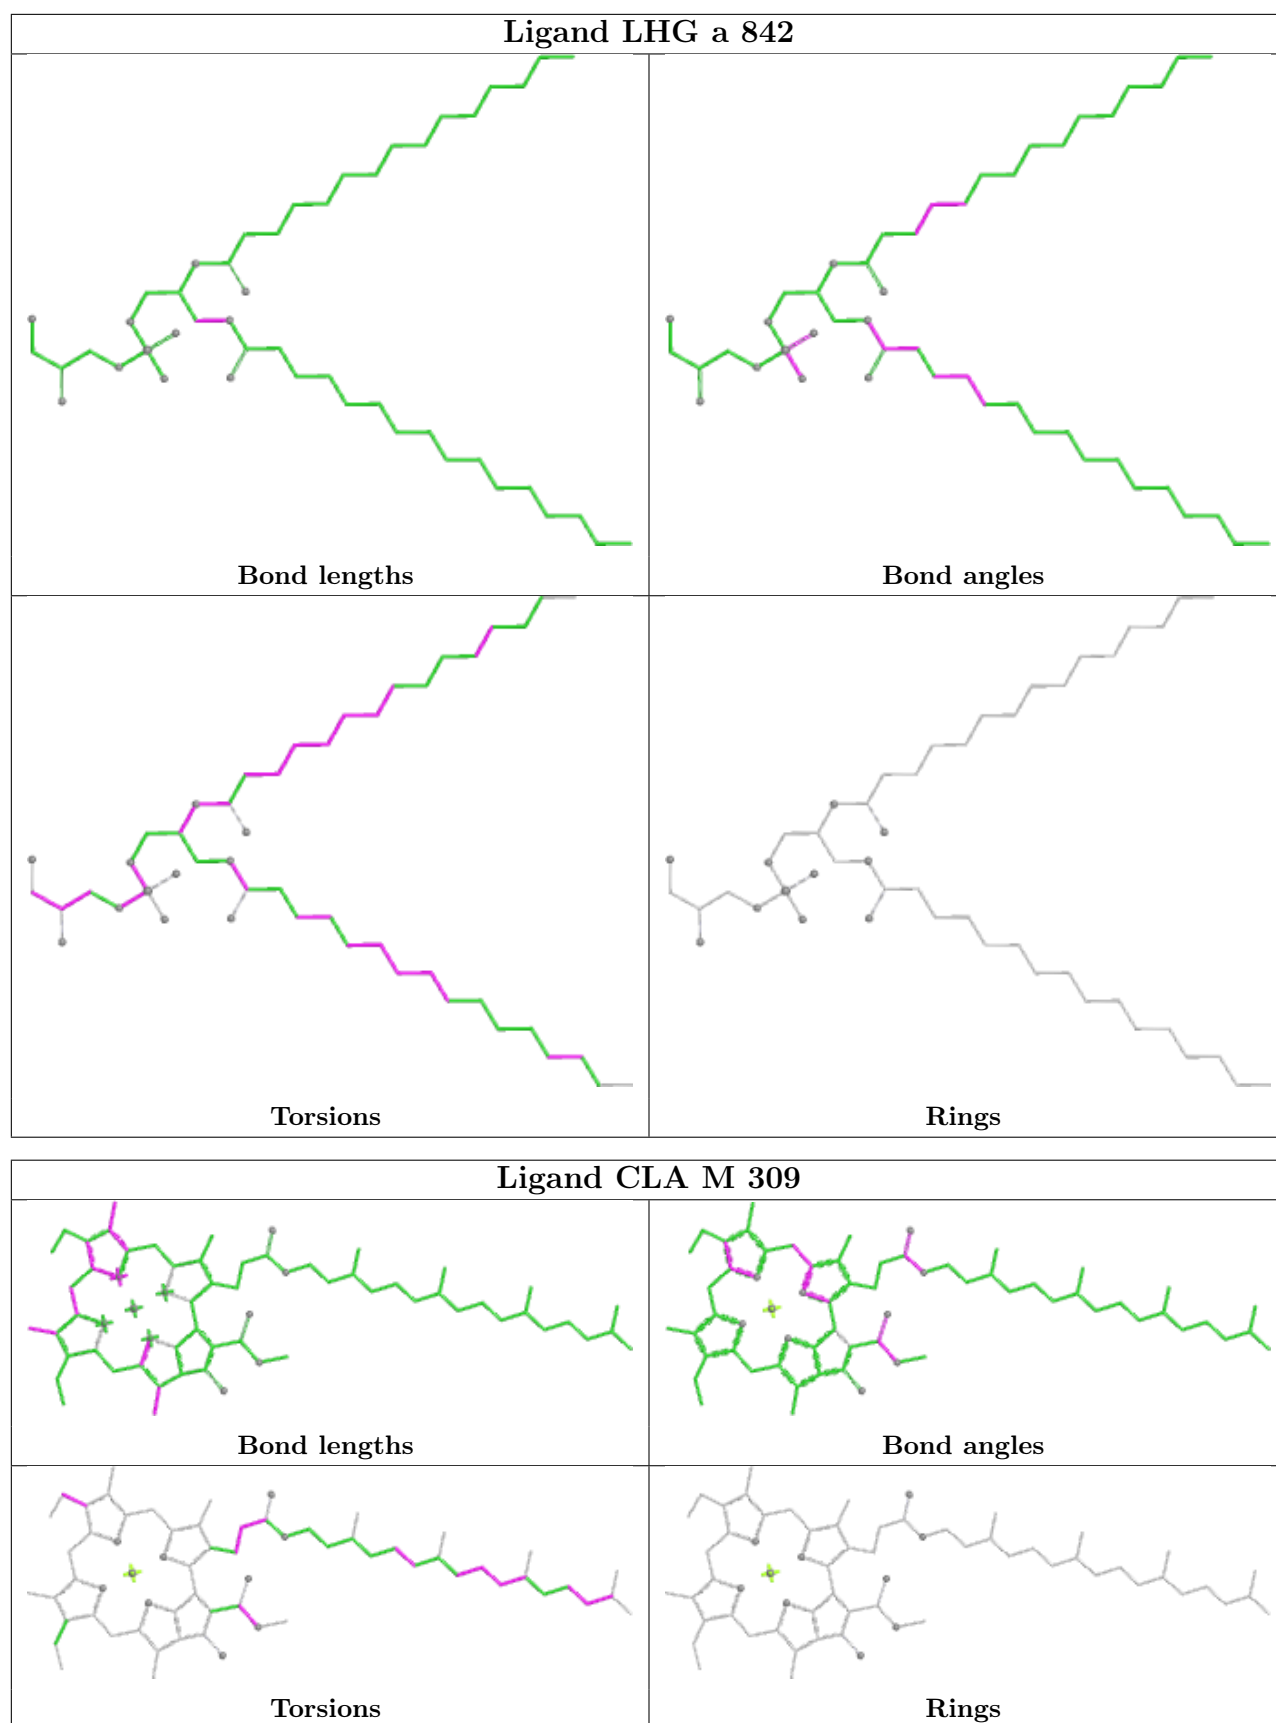 Ligand LHG a 842
Bond lengths
Bond angles
Torsions
Rings
Ligand CLA M 309
Bond lengths
Bond angles
Torsions
Rings